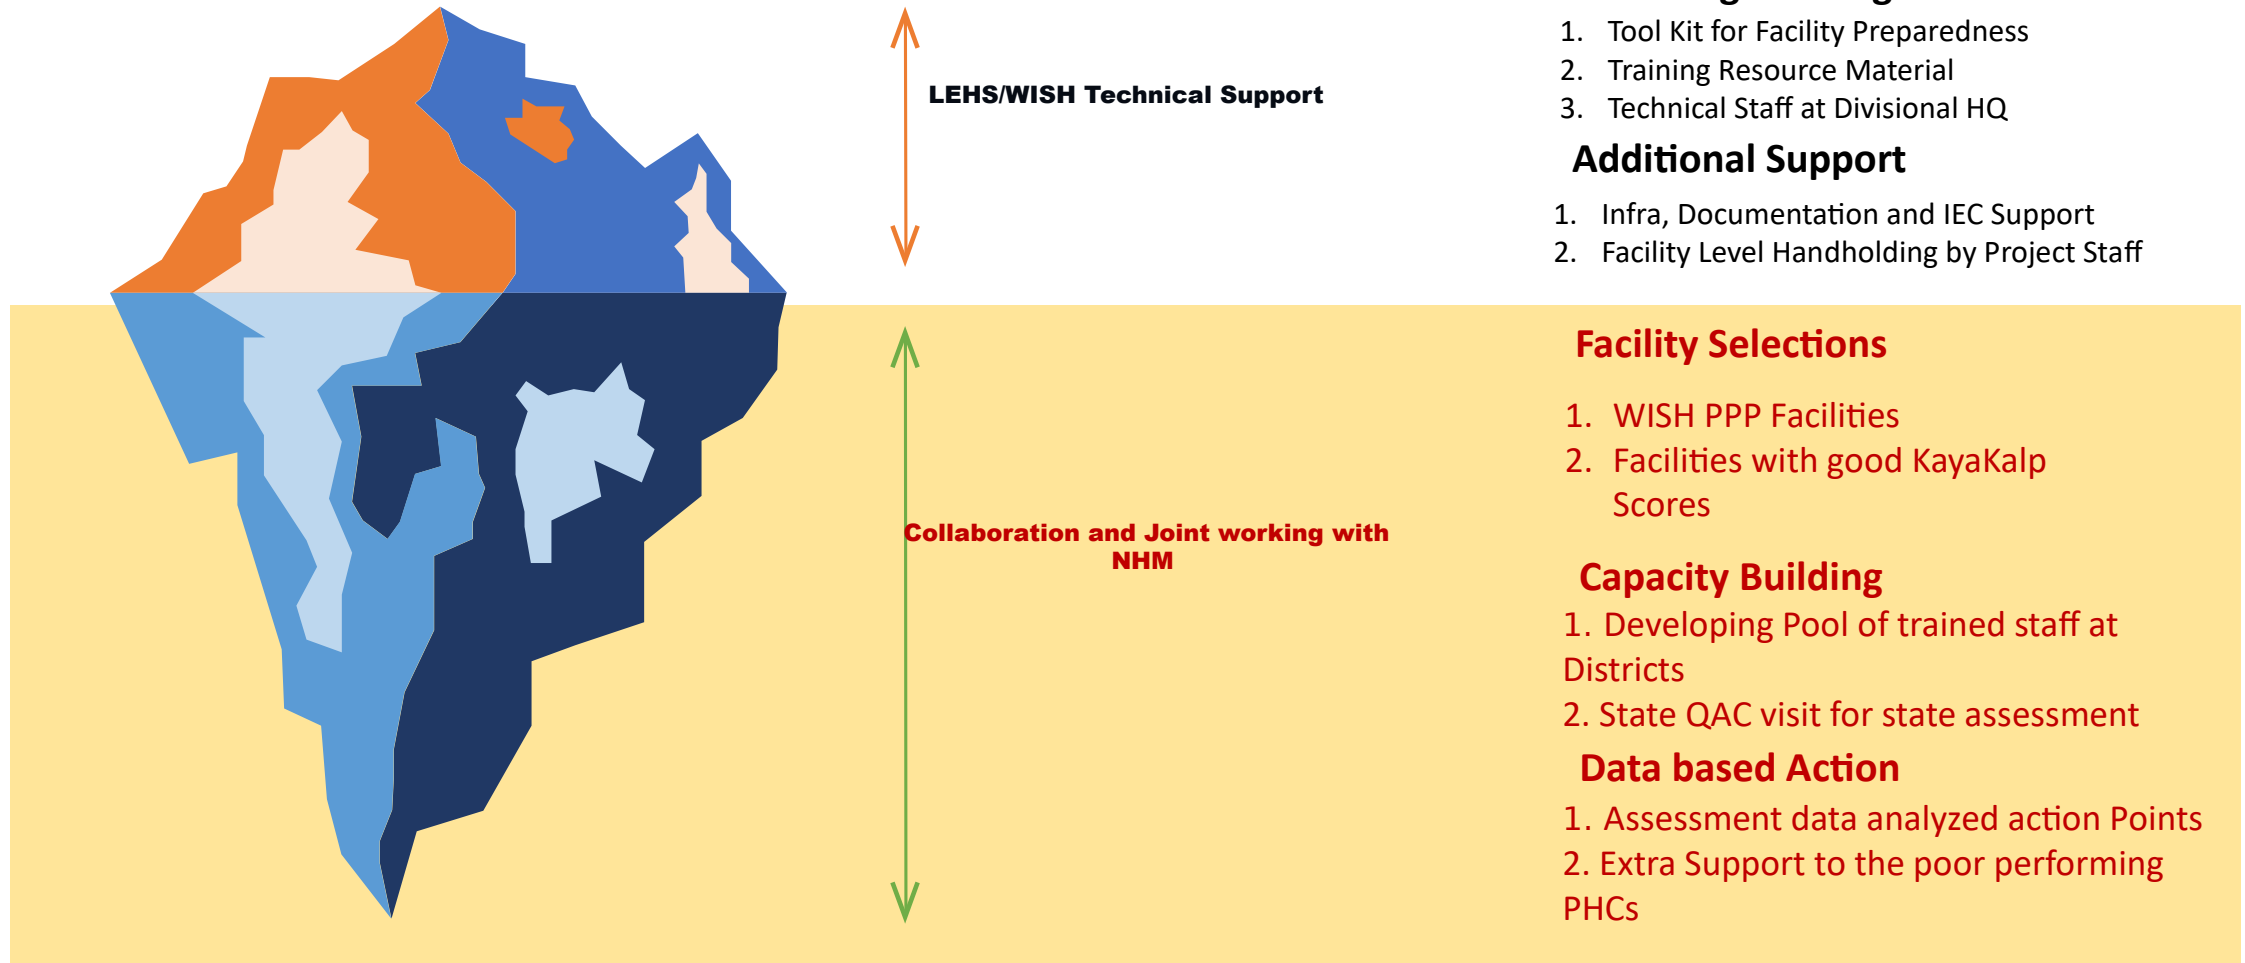 1. Tool Kit for Facility Preparedness
2. Training Resource Material
3. Technical Staff at Divisional HQ
LEHS/WISH Technical Support
Additional Support
1. Infra, Documentation and IEC Support
2. Facility Level Handholding by Project Staff
Facility Selections
1. WISH PPP Facilities
2. Facilities with good KayaKalp
Scores
Collaboration and Joint working with
NHM
Capacity Building
1. Developing Pool of trained staff at
Districts
2. State QAC visit for state assessment
Data based Action
1. Assessment data analyzed action Points
2. Extra Support to the poor performing
PHCs